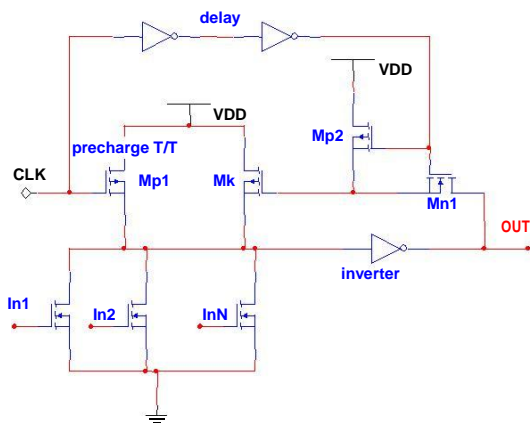 delay
VDD
VDD
Mp2
precharge T/T
CLK
Mp1
Mk
Mn1
OUT
inverter
In1
In2
InN